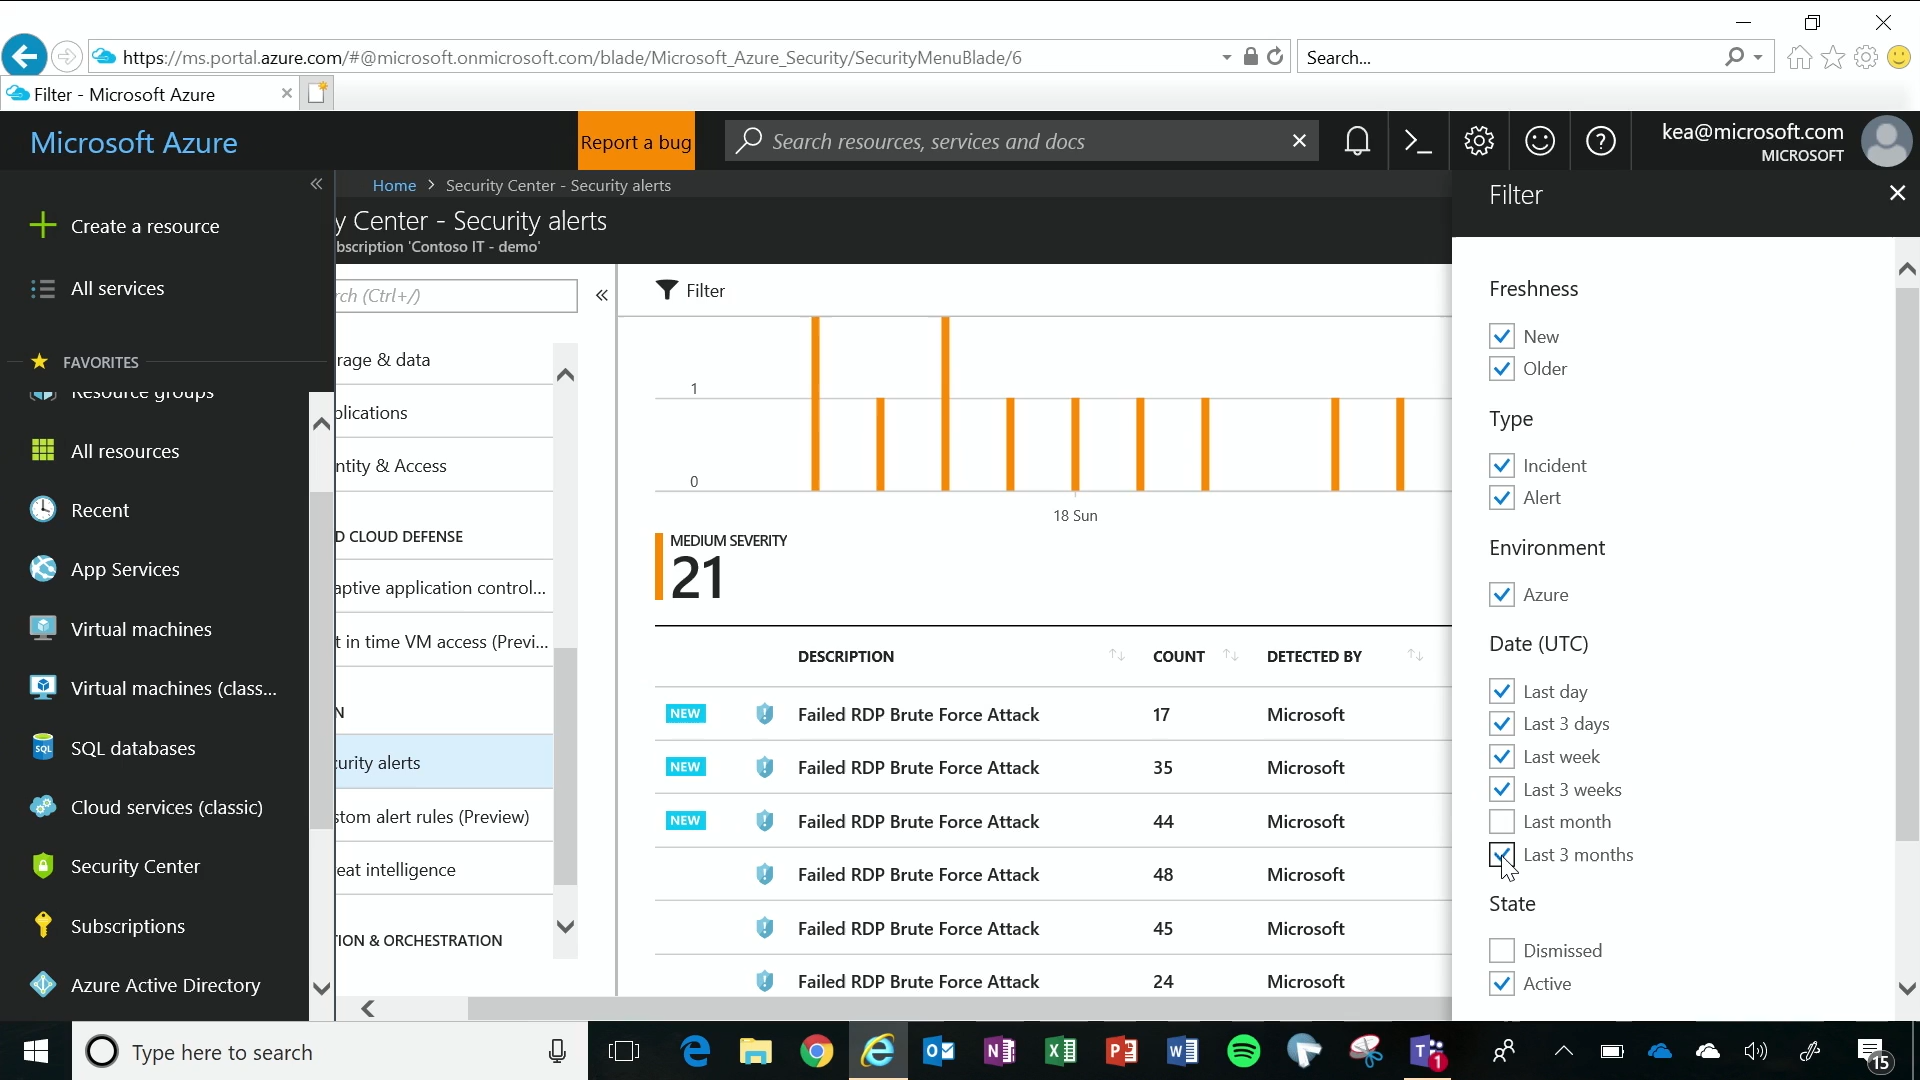 https://ms.portal.azure.com/#@microsoft.onmicrosoft.com/blade/Microsoft_Azure_Security/SecurityMenuBlade/6
Search...
Filter - Microsoft Azure
Microsoft Azure
Report a bug
Search resources, services and docs
kea@microsoft.com
MICROSOFT
Home > Security Center - Security alerts
y Center - Security alerts
bscription 'Contoso IT - demo'
Create a resource
All services
FAVORITES
Resource groups
All resources
Recent
App Services
Virtual machines
Virtual machines (class...
SQL databases
Cloud services (classic)
Security Center
Subscriptions
Azure Active Directory
rch (Ctrl+/)
rage & data
plications
ntity & Access
D CLOUD DEFENSE
aptive application control...
t in time VM access (Previ...
N
curity alerts
stom alert rules (Preview)
reat intelligence
TION & ORCHESTRATION
Filter
1
0
18 Sun
MEDIUM SEVERITY
21
DESCRIPTION COUNT DETECTED BY
NEW Failed RDP Brute Force Attack 17 Microsoft
NEW Failed RDP Brute Force Attack 35 Microsoft
NEW Failed RDP Brute Force Attack 44 Microsoft
Failed RDP Brute Force Attack 48 Microsoft
Failed RDP Brute Force Attack 45 Microsoft
Failed RDP Brute Force Attack 24 Microsoft
Filter
Freshness
New
Older
Type
Incident
Alert
Environment
Azure
Date (UTC)
Last day
Last 3 days
Last week
Last 3 weeks
Last month
Last 3 months
State
Dismissed
Active
Type here to search
1
15